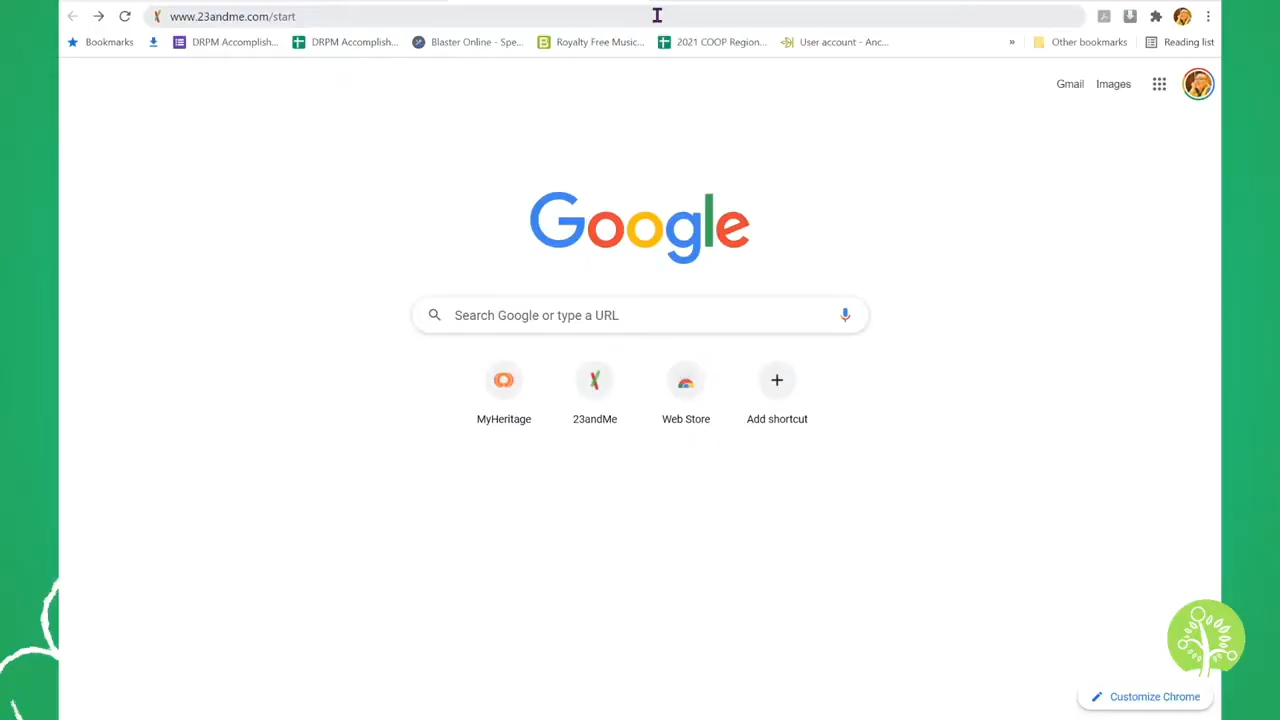 www.23andme.com/start
Bookmarks DRPM Accomplish... DRPM Accomplish... Blaster Online - Spe... Royalty Free Music... 2021 COOP Region... User account - Anc... » Other bookmarks Reading list
Gmail Images
Google
Search Google or type a URL
MyHeritage 23andMe Web Store Add shortcut
Customize Chrome